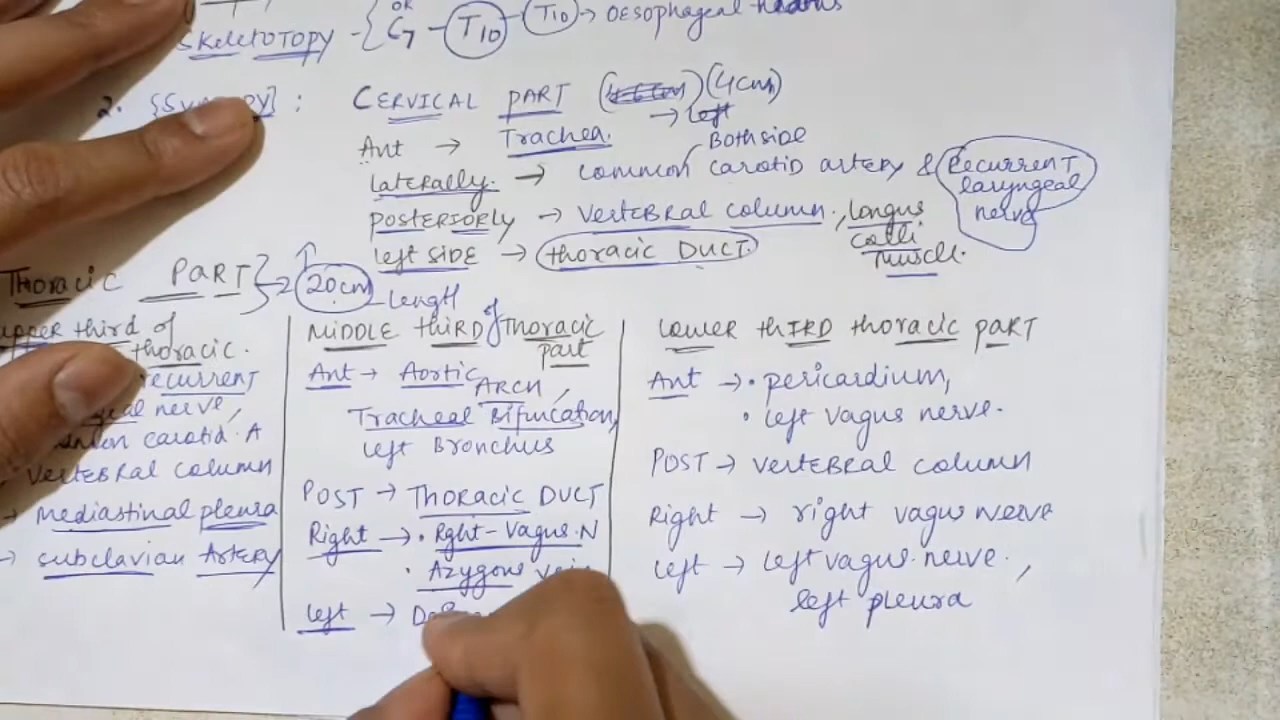 OR
Skeletotopy - { C7 - T10 - T10 → oesophageal
2. { :
CERVICAL PART (4cm)
→ left
Ant → Trachea.
Both side
laterally. → common carotid artery & Recurrent laryngeal nerve
posteriorly → vertebral column., longus colli muscle.
left side → thoracic DUCT.
Thoracic PART } 20cm - length
upper third of thoracic.
recurrent
nerve,
carotid. A
vertebral column
→ mediastinal pleura
→ subclavian Artery
MIDDLE thiRD of Thoracic part
Ant → Aortic ARCH,
Tracheal Bifurcation,
left Bronchus
POST → Thoracic DUCT
Right → • Rght-Vagus. N
• Azygous vein
left →
lower thIRD thoracic pART
Ant → • pericardium,
• left vagus nerve.
POST → vertebral column
Right → right vagus nerve
left → left vagus. nerve.,
left pleura